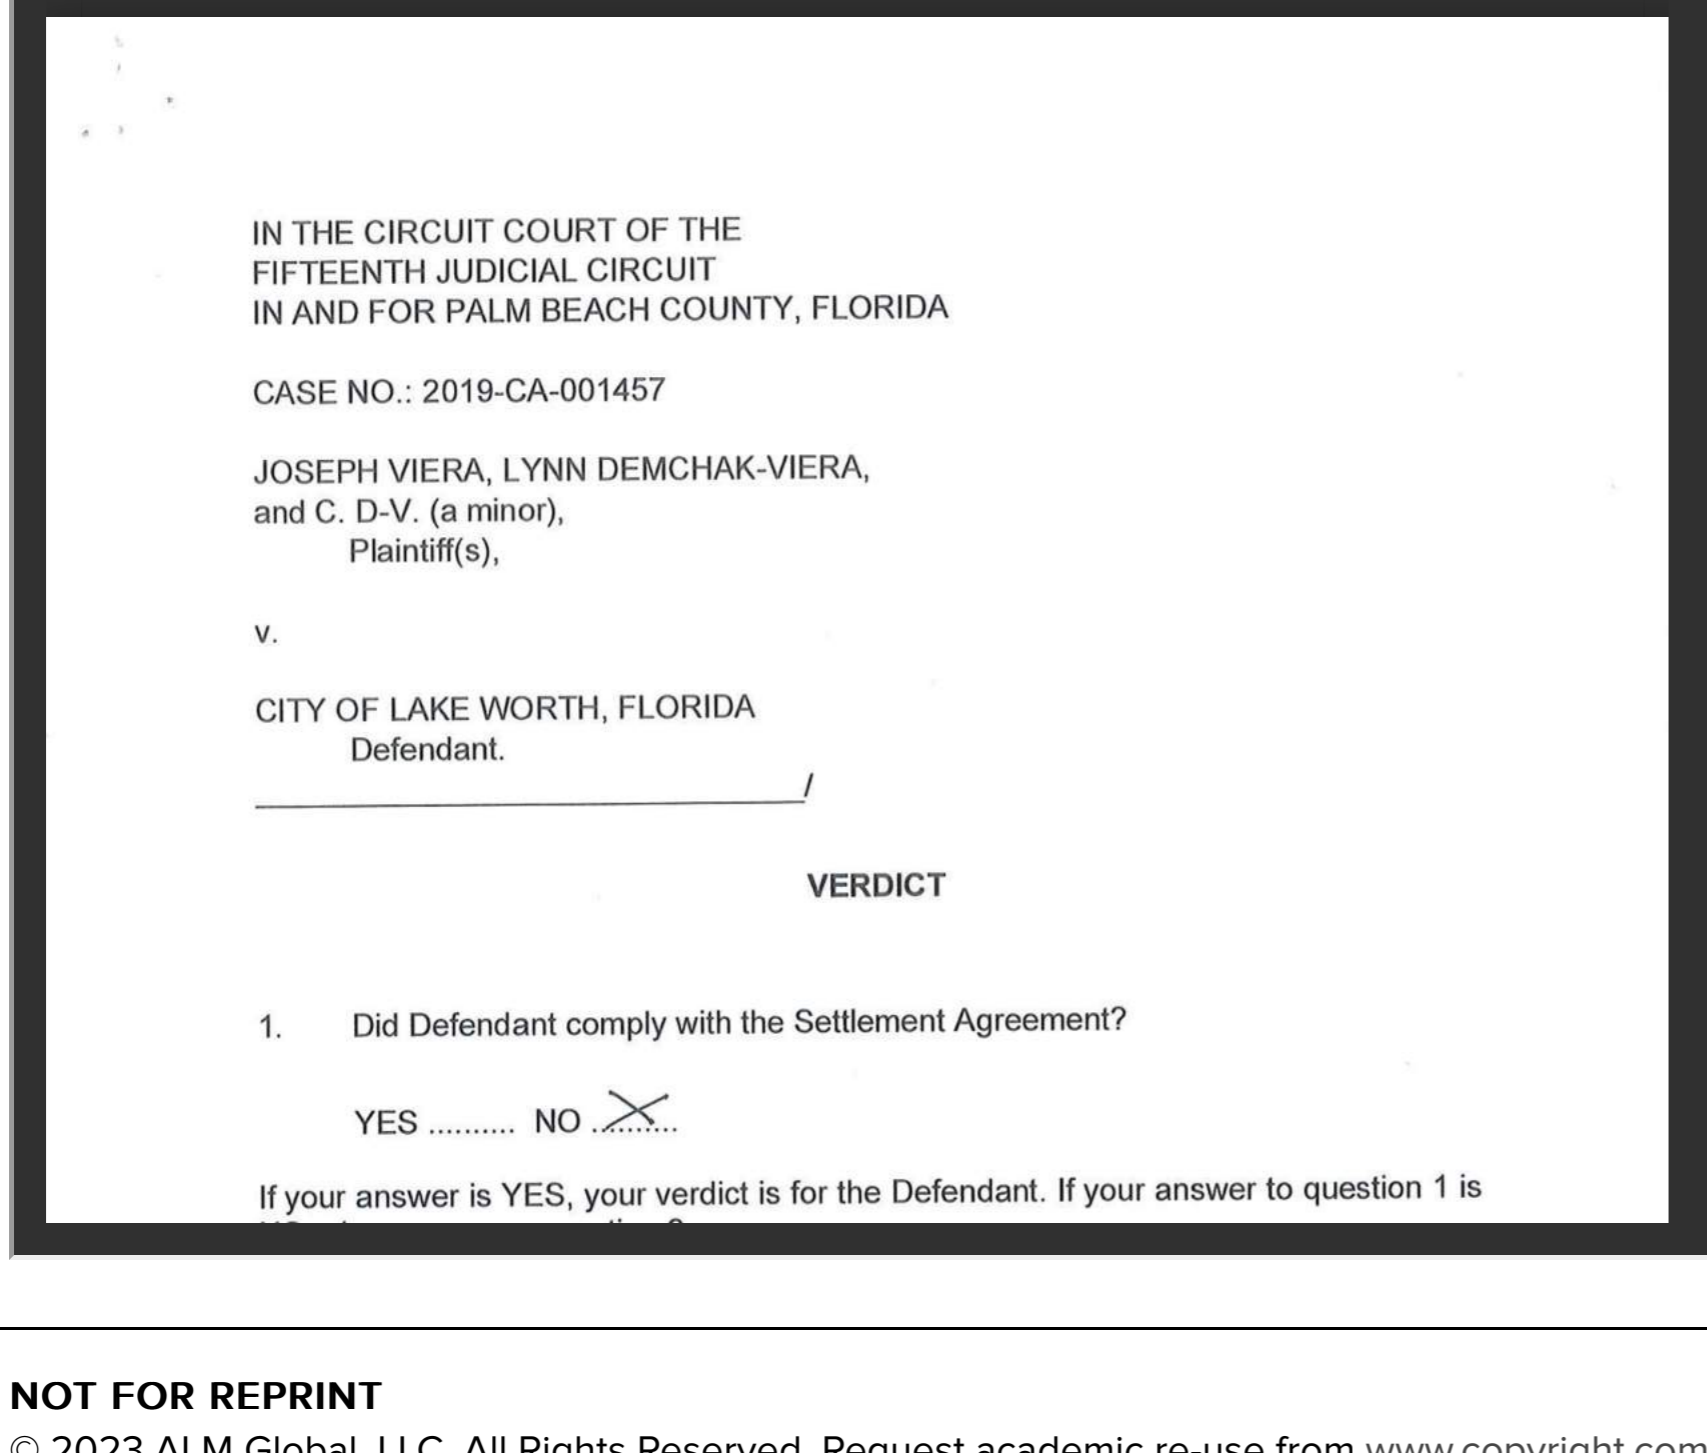 IN THE CIRCUIT COURT OF THE
FIFTEENTH JUDICIAL CIRCUIT
IN AND FOR PALM BEACH COUNTY, FLORIDA
CASE NO.: 2019-CA-001457
JOSEPH VIERA, LYNN DEMCHAK-VIERA,
and C. D-V. (a minor),
Plaintiff(s),
v.
CITY OF LAKE WORTH, FLORIDA
Defendant.
/
VERDICT
1. Did Defendant comply with the Settlement Agreement?
YES .......... NO ..........
If your answer is YES, your verdict is for the Defendant. If your answer to question 1 is
NOT FOR REPRINT
© 2023 ALM Global, LLC. All Rights Reserved. Request academic re-use from www.copyright.com